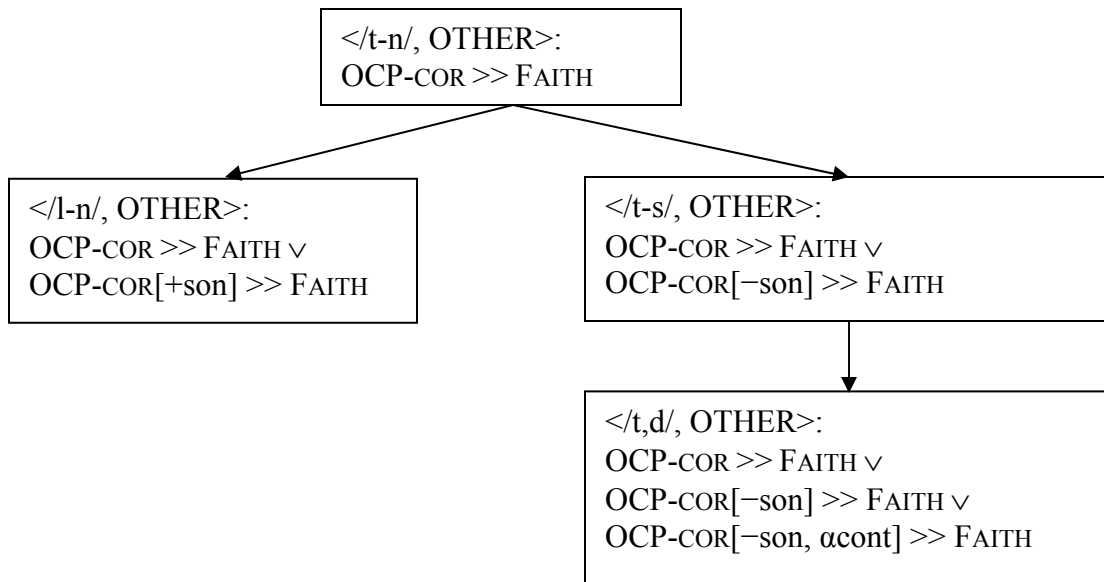 </t-n/, OTHER>:
OCP-COR >> FAITH
</l-n/, OTHER>:
OCP-COR >> FAITH ∨
OCP-COR[+son] >> FAITH
</t-s/, OTHER>:
OCP-COR >> FAITH ∨
OCP-COR[−son] >> FAITH
</t,d/, OTHER>:
OCP-COR >> FAITH ∨
OCP-COR[−son] >> FAITH ∨
OCP-COR[−son, αcont] >> FAITH